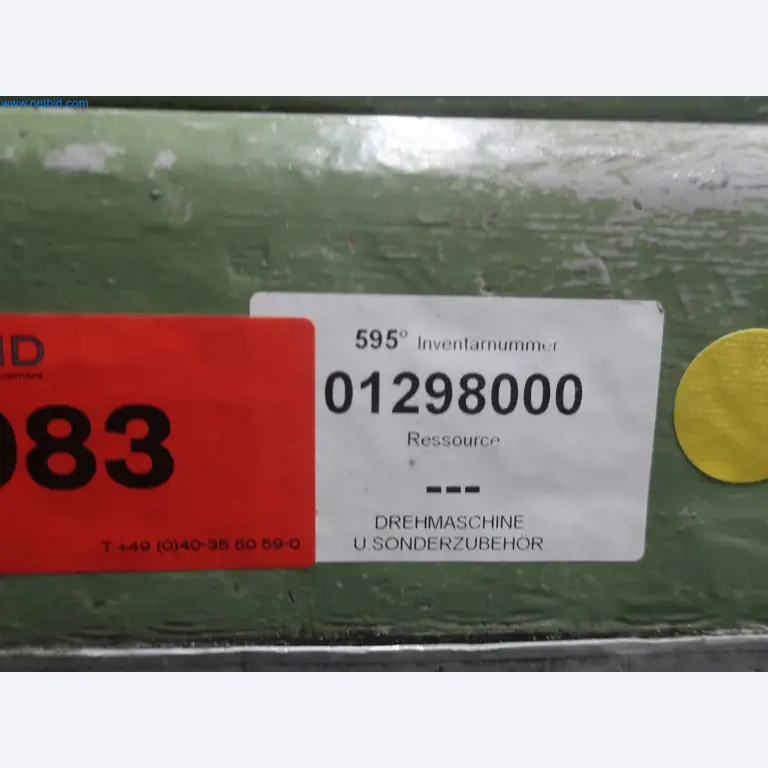 www.netbid.com
ID
083
T +49 (0)40-35 50 59-0
595° Inventarnummer
01298000
Ressource
---
DREHMASCHINE
U.SONDERZUBEHÖR